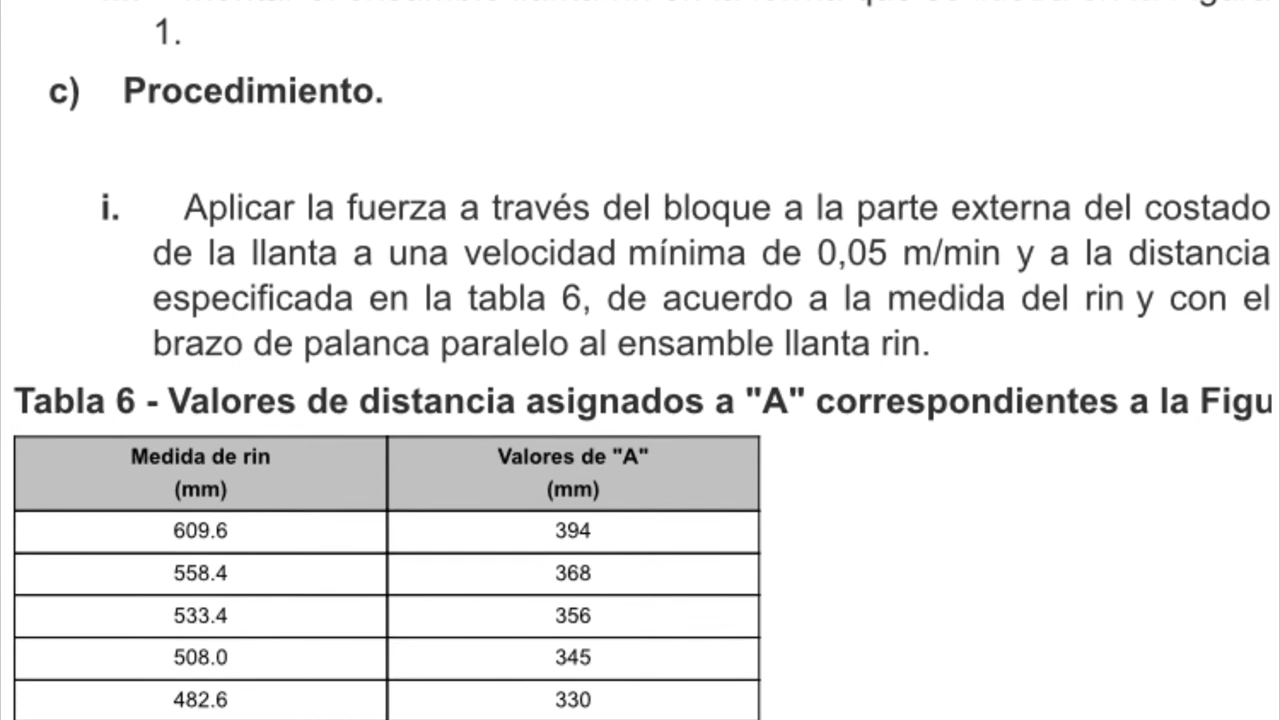 1.
c) Procedimiento.
i. Aplicar la fuerza a través del bloque a la parte externa del costado
de la llanta a una velocidad mínima de 0,05 m/min y a la distancia
especificada en la tabla 6, de acuerdo a la medida del rin y con el
brazo de palanca paralelo al ensamble llanta rin.
Tabla 6 - Valores de distancia asignados a "A" correspondientes a la Figu
Medida de rin Valores de "A"
(mm) (mm)
609.6 394
558.4 368
533.4 356
508.0 345
482.6 330